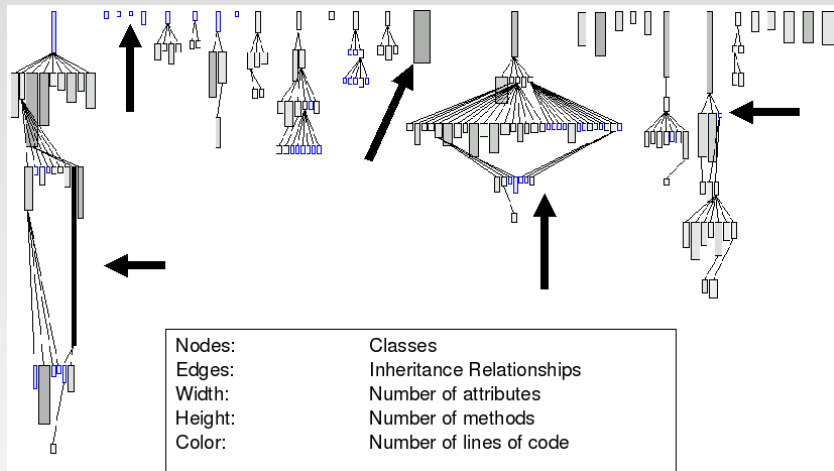 Nodes: Classes
Edges: Inheritance Relationships
Width: Number of attributes
Height: Number of methods
Color: Number of lines of code